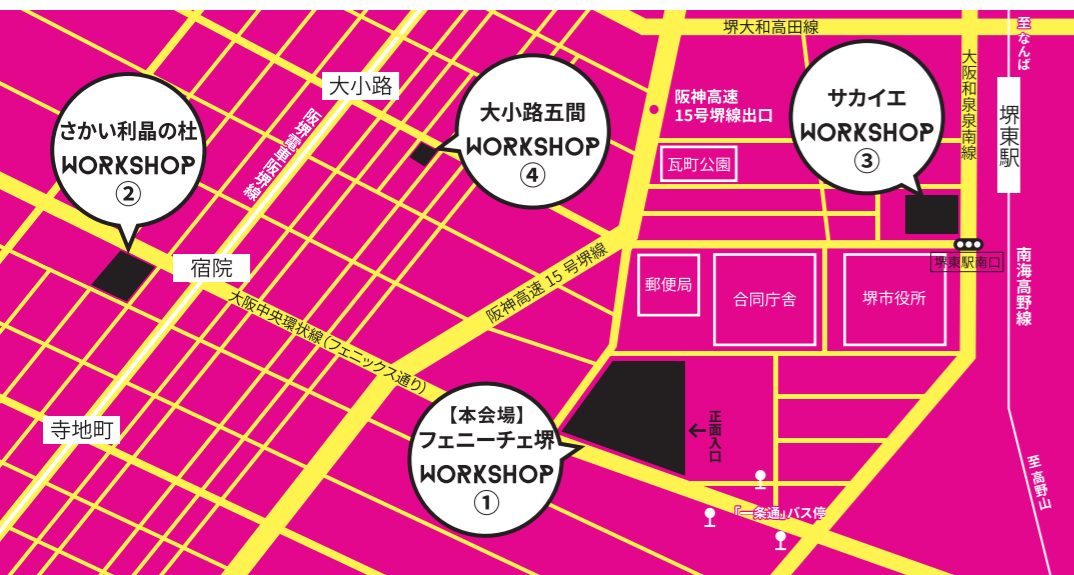 堺大和高田線
至なんば
大阪和泉泉南線
堺東駅
大小路
阪堺電車阪堺線
さかい利晶の杜
WORKSHOP
②
大小路五間
WORKSHOP
④
阪神高速
15号堺線出口
サカイエ
WORKSHOP
③
瓦町公園
宿院
堺東駅南口
南海高野線
郵便局
合同庁舎
堺市役所
阪神高速 15 号堺線
大阪中央環状線（フェニックス通り）
寺地町
【本会場】
フェニーチェ堺
WORKSHOP
①
←正面入口
至 高野山
「一条通」バス停